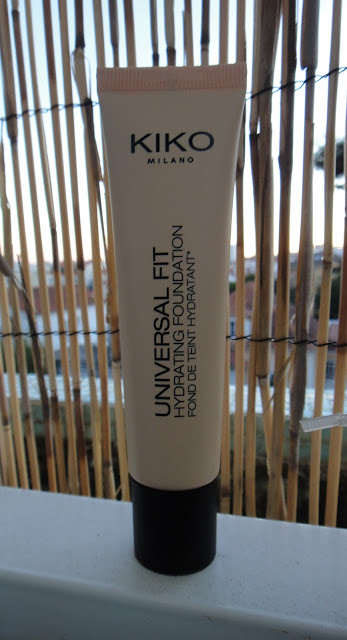 KIKO
MILANO
UNIVERSAL FIT
HYDRATING FOUNDATION
FOND DE TEINT HYDRATANT*